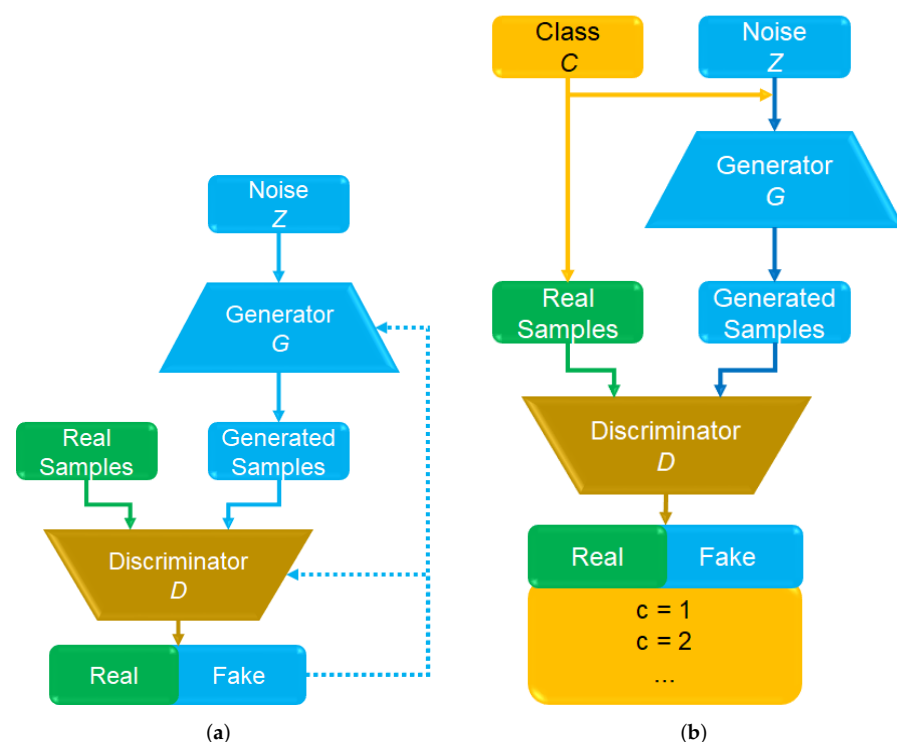 Noise
Z
Generator
G
Real
Samples
Generated
Samples
Discriminator
D
Real
Fake
(a)
Class
C
Noise
Z
Generator
G
Real
Samples
Generated
Samples
Discriminator
D
Real
Fake
c = 1
c = 2
...
(b)